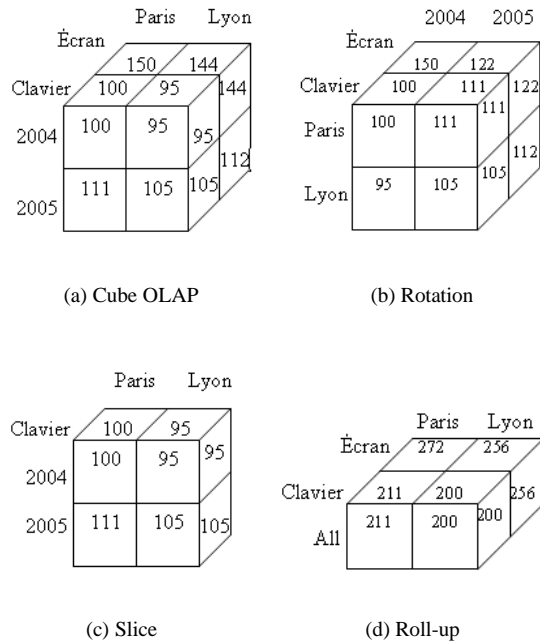 Paris Lyon
Écran
150 144
Clavier 100 95 144
2004 100 95 95
112
2005 111 105 105
(a) Cube OLAP
2004 2005
Écran
150 122
Clavier 100 111 122
Paris 100 111 111
112
Lyon 95 105 105
(b) Rotation
Paris Lyon
Clavier 100 95
2004 100 95 95
2005 111 105 105
(c) Slice
Paris Lyon
Écran 272 256
Clavier 211 200 256
All 211 200 200
(d) Roll-up